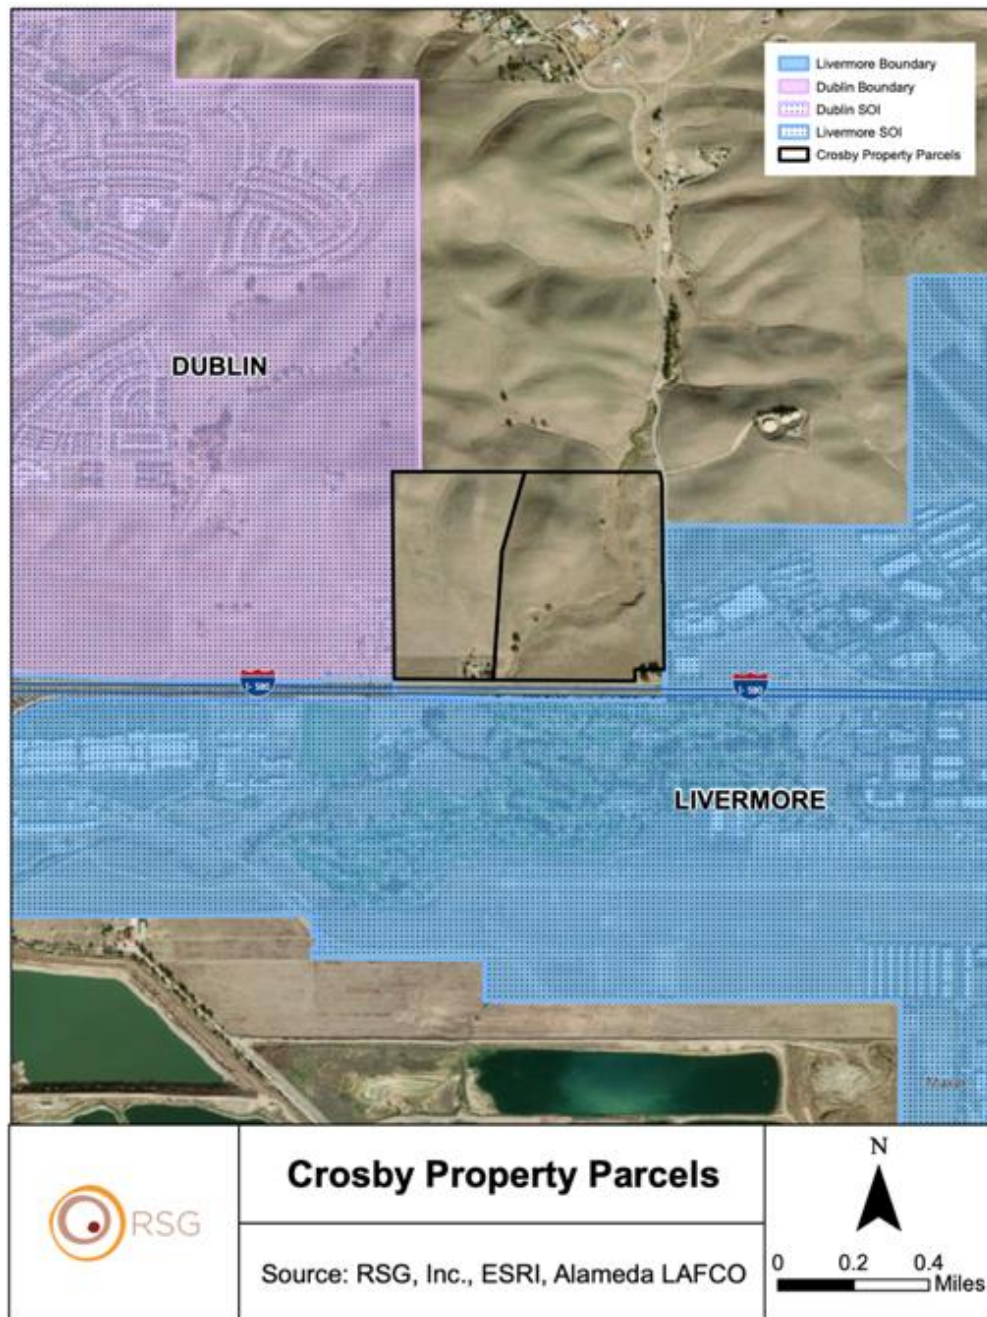 Livermore Boundary
Dublin Boundary
Dublin SOI
Livermore SOI
Crosby Property Parcels
DUBLIN
I- 580
I- 580
LIVERMORE
Maxar
RSG
Crosby Property Parcels
Source: RSG, Inc., ESRI, Alameda LAFCO
N
0 0.2 0.4
Miles